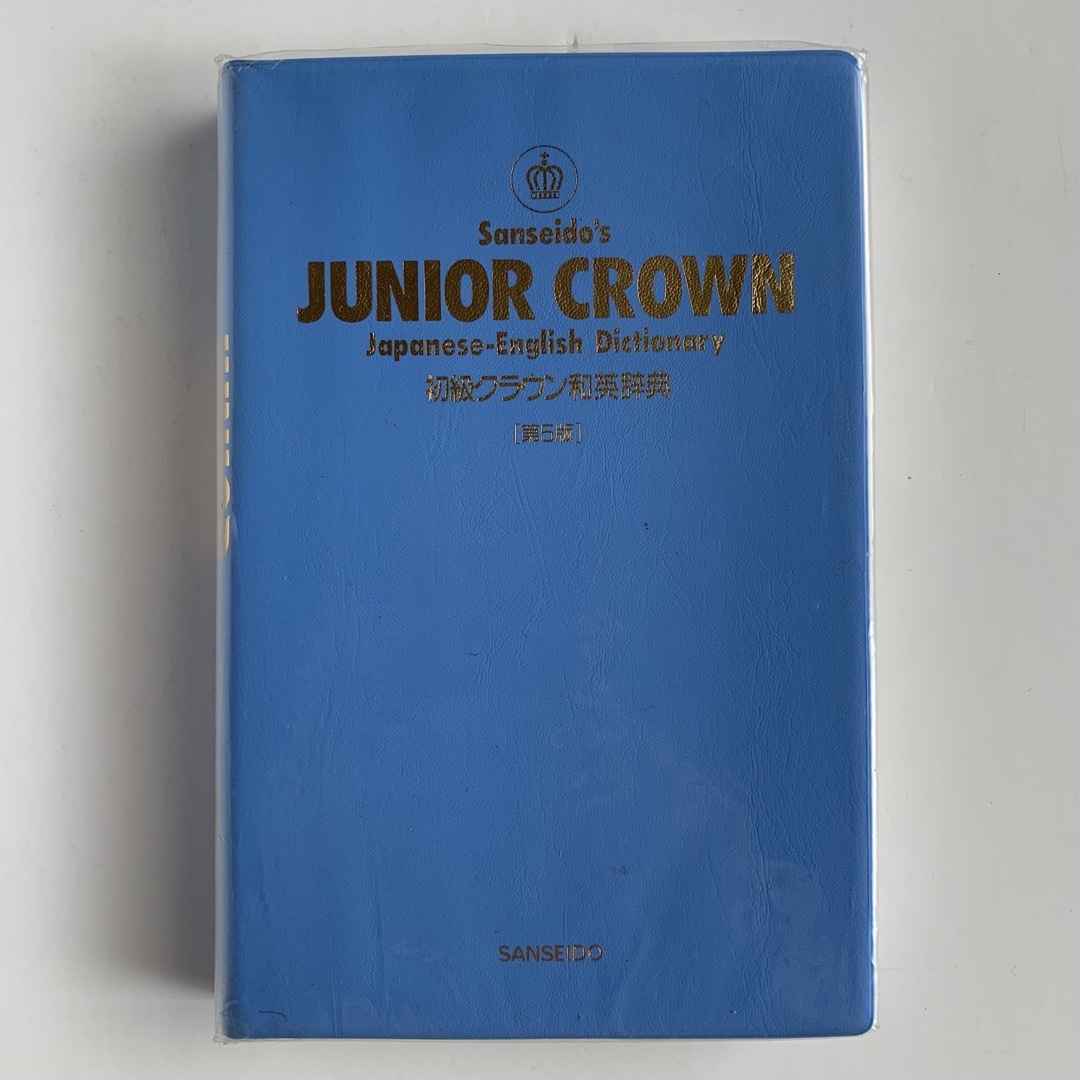 Sanseido's
JUNIOR CROWN
Japanese-English Dictionary
初級クラウン和英辞典
[第5版]
SANSEIDO